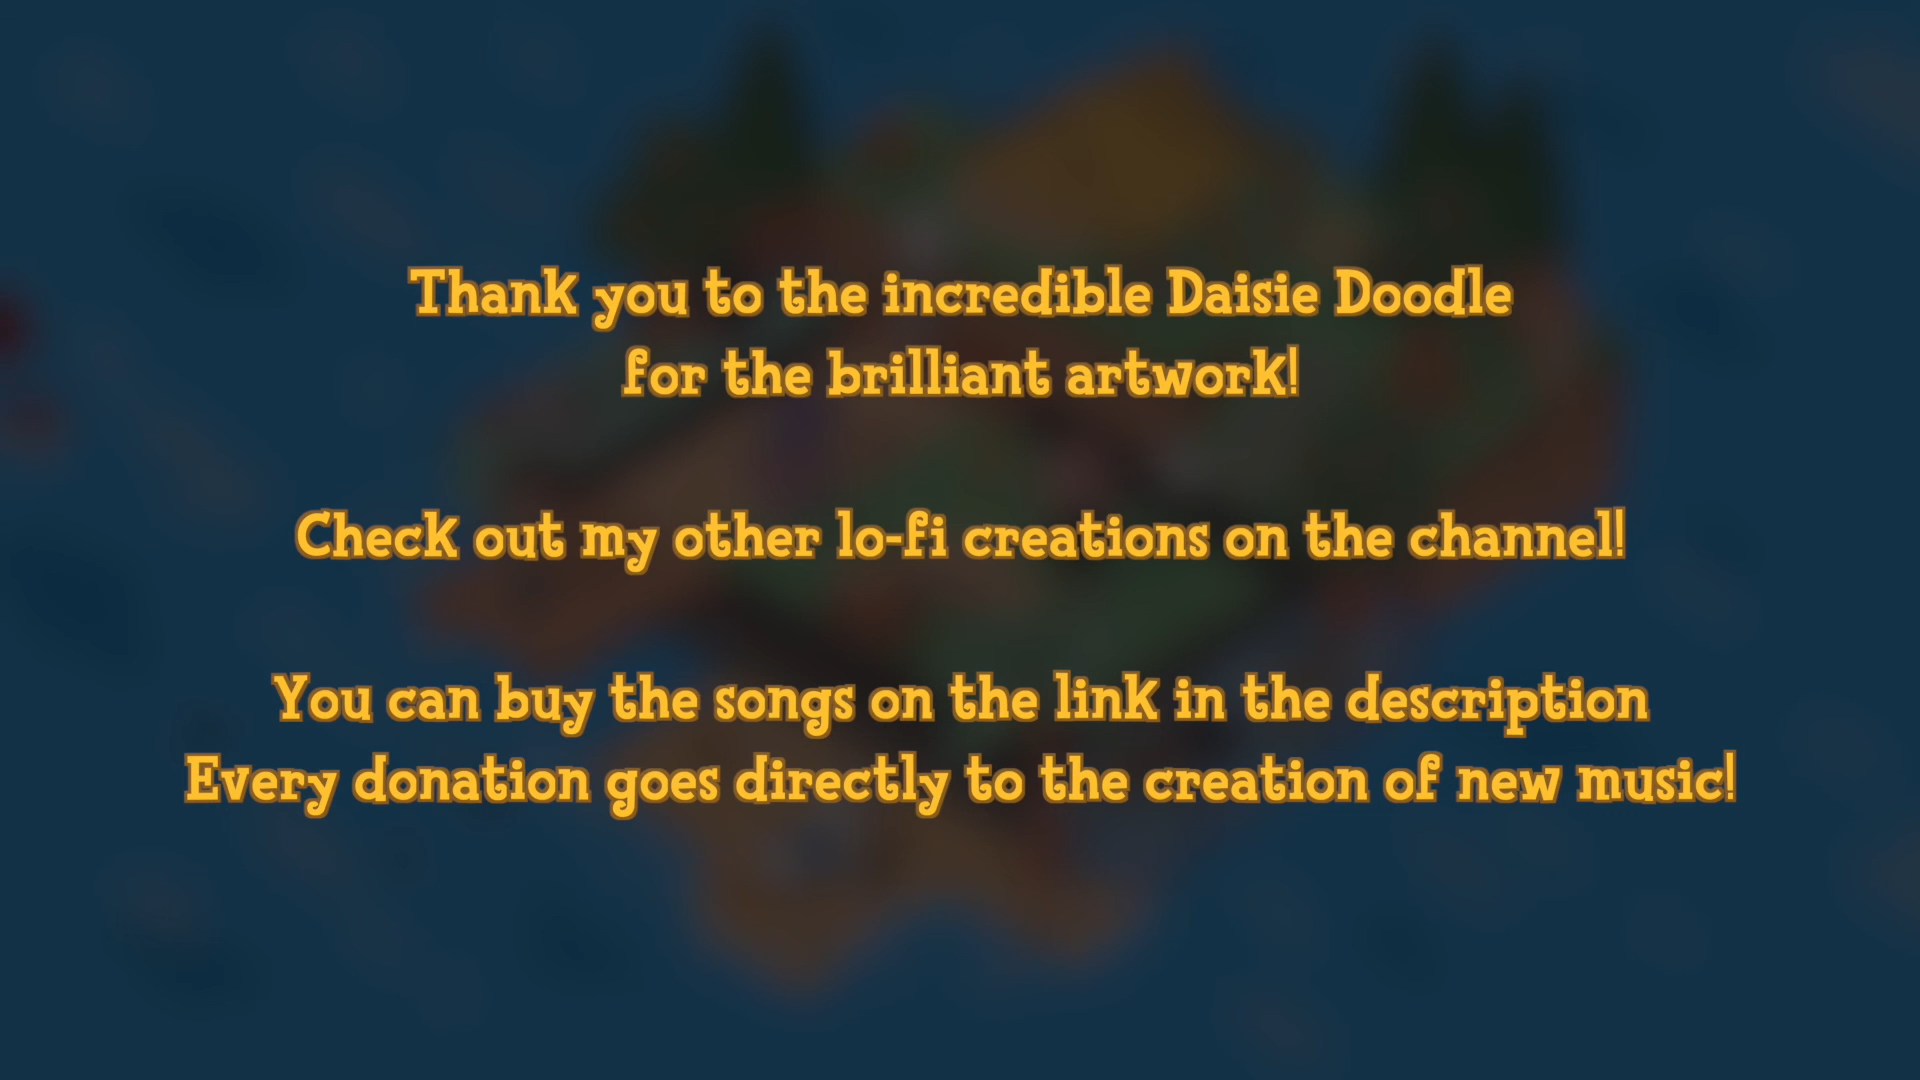 Thank you to the incredible Daisie Doodle
for the brilliant artwork!
Check out my other lo-fi creations on the channel!
You can buy the songs on the link in the description
Every donation goes directly to the creation of new music!